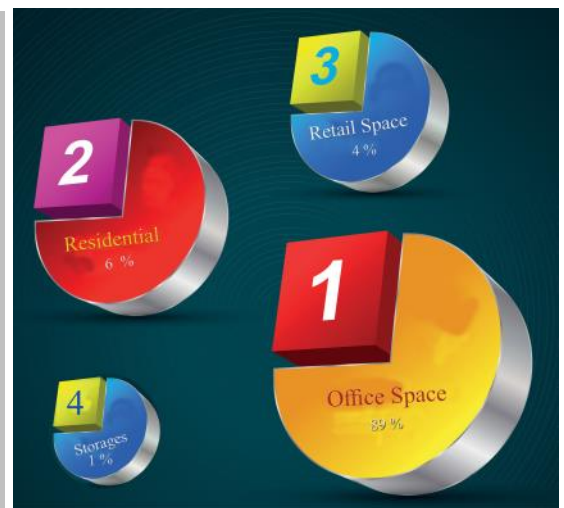 1
Office Space
89 %
2
Residential
6 %
3
Retail Space
4 %
4
Storages
1 %